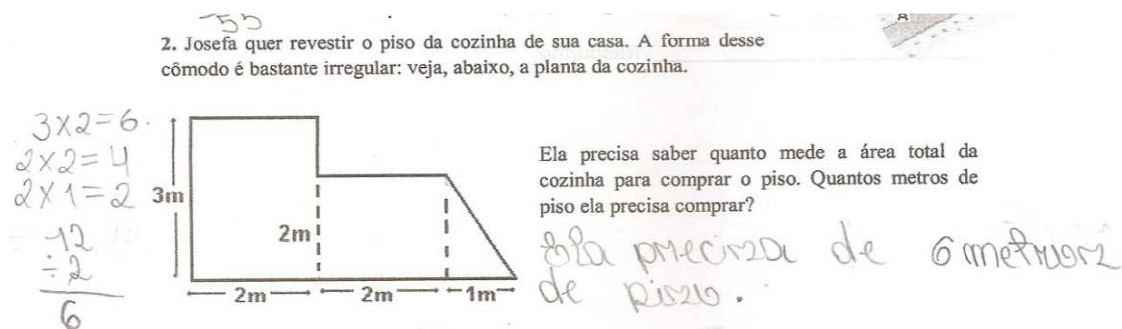 55
A
2. Josefa quer revestir o piso da cozinha de sua casa. A forma desse
cômodo é bastante irregular: veja, abaixo, a planta da cozinha.
3x2=6.
2x2=4
2x1=2
12
÷2
6
3m
2m
2m
2m
1m
Ela precisa saber quanto mede a área total da
cozinha para comprar o piso. Quantos metros de
piso ela precisa comprar?
Ela preciza de 6 metros
de pizo.